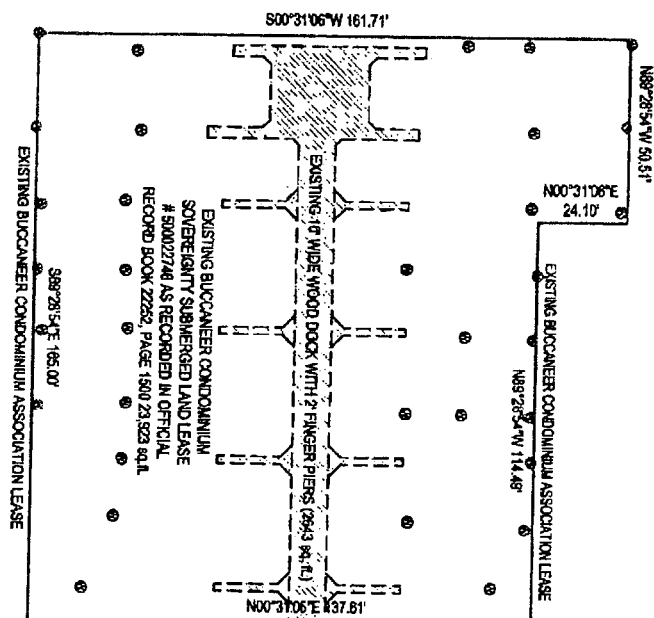 S00°31'06"W 161.71'
N89°28'54"W 50.51'
N00°31'06"E
24.10'
EXISTING BUCCANEER CONDOMINIUM ASSOCIATION LEASE
N89°28'54"W 114.48'
EXISTING 10' WIDE WOOD DOCK WITH 2' FINGER PIERS (2643 sq.ft.)
EXISTING BUCCANEER CONDOMINIUM
SOVEREIGNTY SUBMERGED LAND LEASE
# 500022746 AS RECORDED IN OFFICIAL
RECORD BOOK 22252, PAGE 1500 23,923 sq.ft.
S89°28'54"E 165.00'
EXISTING BUCCANEER CONDOMINIUM ASSOCIATION LEASE
N00°31'06"E 137.61'